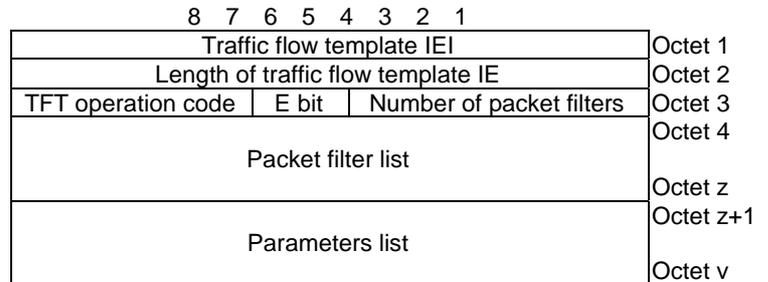 8 7 6 5 4 3 2 1
Traffic flow template IEI Octet 1
Length of traffic flow template IE Octet 2
TFT operation code E bit Number of packet filters Octet 3
Octet 4
Packet filter list
Octet z
Octet z+1
Parameters list
Octet v